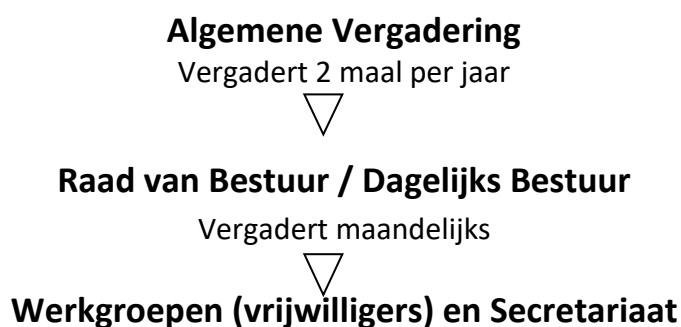 Algemene Vergadering
Vergadert 2 maal per jaar
Raad van Bestuur / Dagelijks Bestuur
Vergadert maandelijks
Werkgroepen (vrijwilligers) en Secretariaat